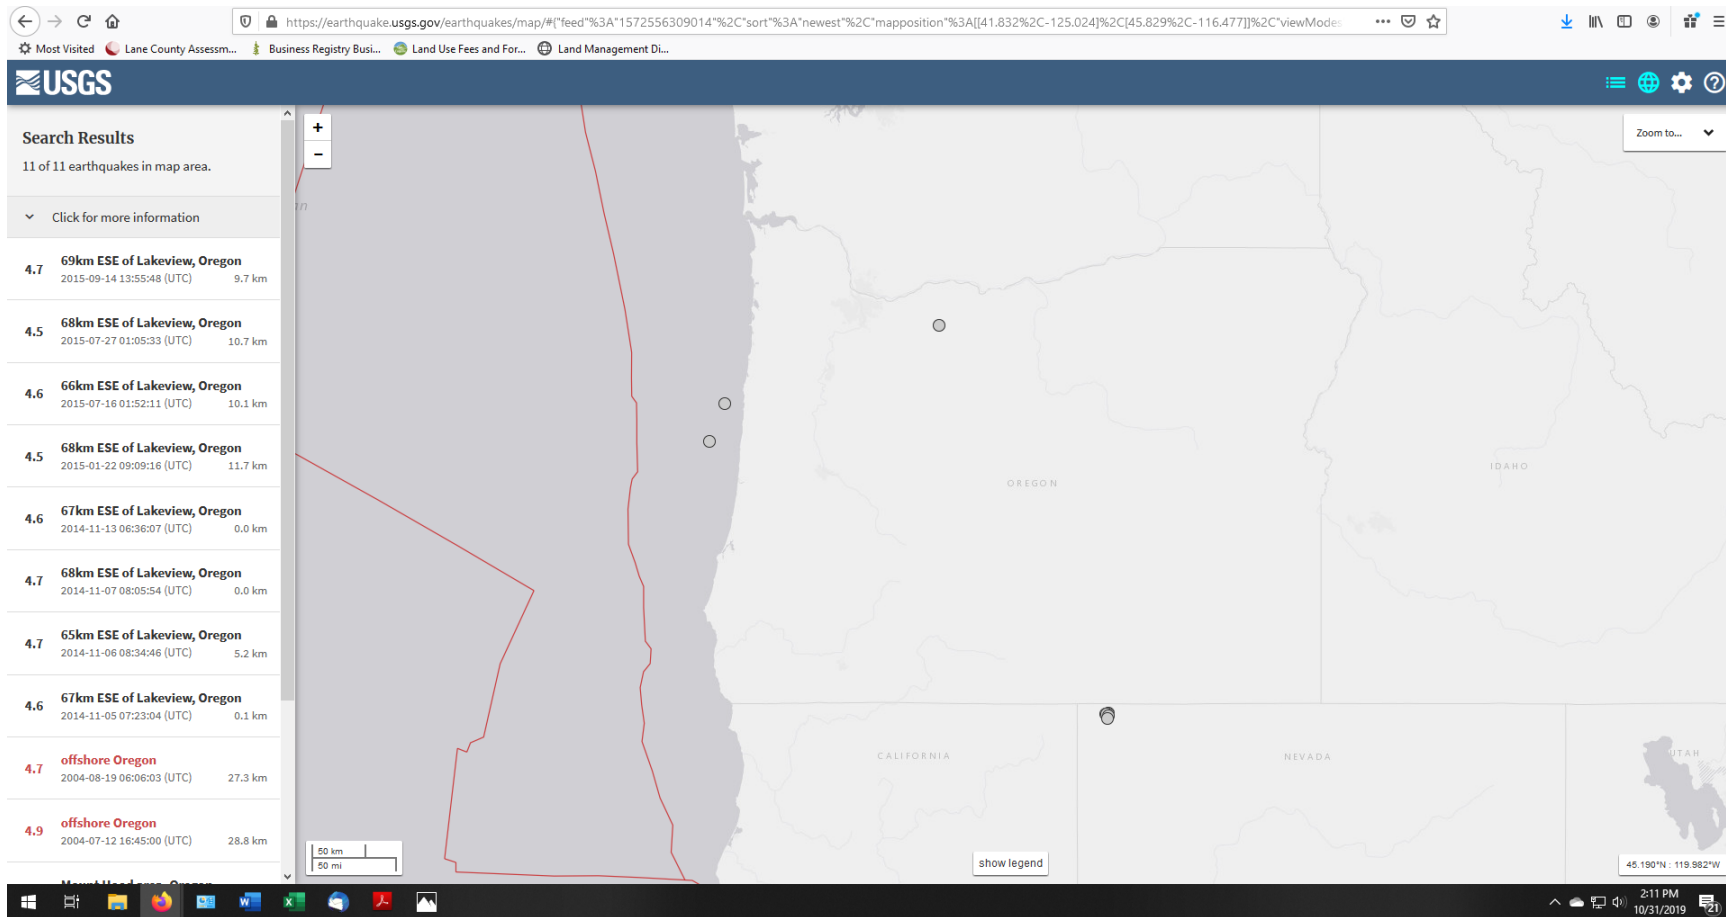 https://earthquake.usgs.gov/earthquakes/map/#{"feed"%3A"1572556309014"%2C"sort"%3A"newest"%2C"mapposition"%3A[[41.832%2C-125.024]%2C[45.829%2C-116.477]]%2C"viewModes
Most Visited Lane County Assessm... Business Registry Busi... Land Use Fees and For... Land Management Di...
USGS
Search Results
11 of 11 earthquakes in map area.
Click for more information
4.7 69km ESE of Lakeview, Oregon
2015-09-14 13:55:48 (UTC) 9.7 km
4.5 68km ESE of Lakeview, Oregon
2015-07-27 01:05:33 (UTC) 10.7 km
4.6 66km ESE of Lakeview, Oregon
2015-07-16 01:52:11 (UTC) 10.1 km
4.5 68km ESE of Lakeview, Oregon
2015-01-22 09:09:16 (UTC) 11.7 km
4.6 67km ESE of Lakeview, Oregon
2014-11-13 06:36:07 (UTC) 0.0 km
4.7 68km ESE of Lakeview, Oregon
2014-11-07 08:05:54 (UTC) 0.0 km
4.7 65km ESE of Lakeview, Oregon
2014-11-06 08:34:46 (UTC) 5.2 km
4.6 67km ESE of Lakeview, Oregon
2014-11-05 07:23:04 (UTC) 0.1 km
4.7 offshore Oregon
2004-08-19 06:06:03 (UTC) 27.3 km
4.9 offshore Oregon
2004-07-12 16:45:00 (UTC) 28.8 km
+
−
Zoom to...
OREGON
IDAHO
CALIFORNIA
NEVADA
UTAH
50 km
50 mi
show legend
45.190°N : 119.982°W
2:11 PM
10/31/2019
21